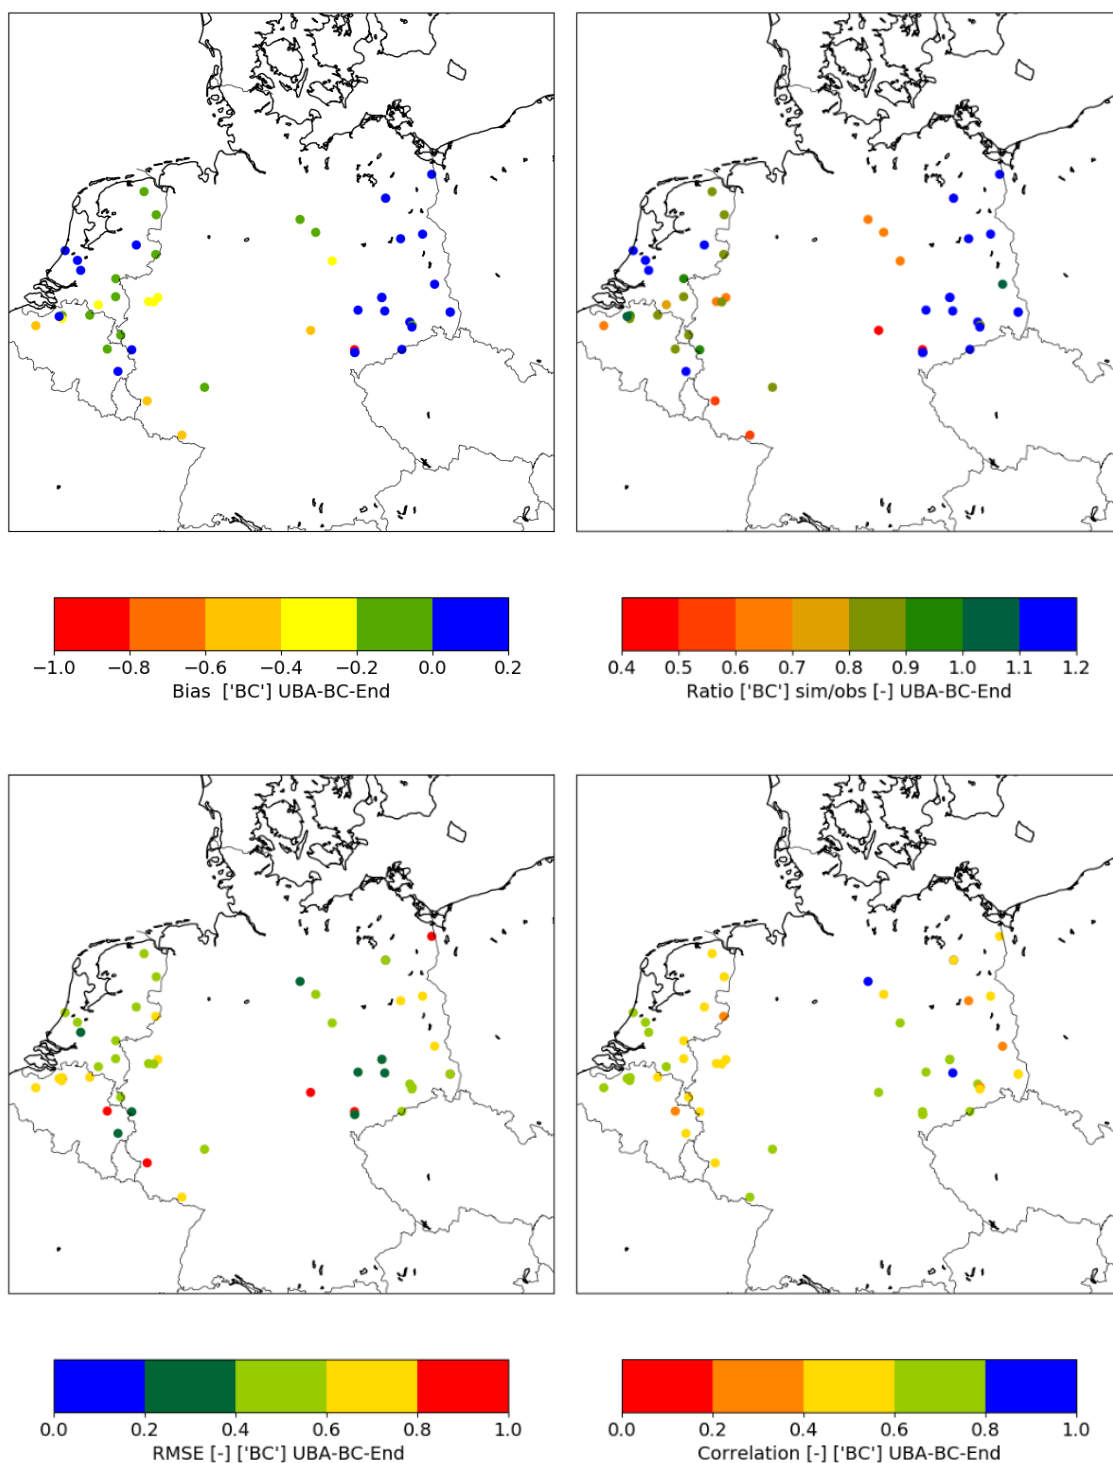 −1.0 −0.8 −0.6 −0.4 −0.2 0.0 0.2
Bias ['BC'] UBA-BC-End
0.4 0.5 0.6 0.7 0.8 0.9 1.0 1.1 1.2
Ratio ['BC'] sim/obs [-] UBA-BC-End
0.0 0.2 0.4 0.6 0.8 1.0
RMSE [-] ['BC'] UBA-BC-End
0.0 0.2 0.4 0.6 0.8 1.0
Correlation [-] ['BC'] UBA-BC-End